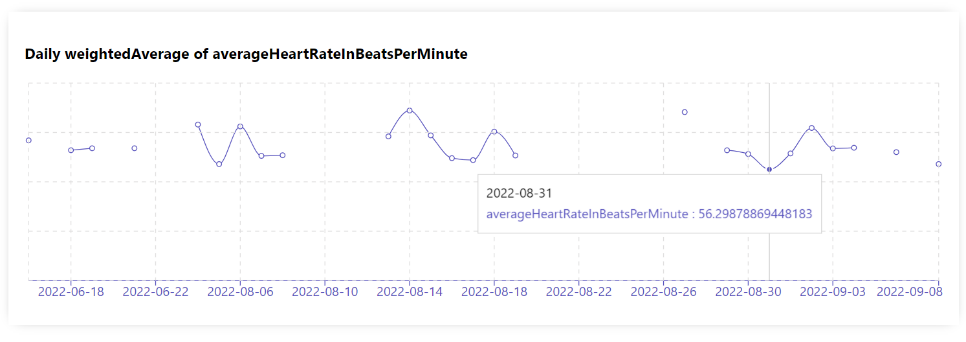 Daily weightedAverage of averageHeartRateInBeatsPerMinute
2022-08-31
averageHeartRateInBeatsPerMinute : 56.29878869448183
2022-06-18 2022-06-22 2022-08-06 2022-08-10 2022-08-14 2022-08-18 2022-08-22 2022-08-26 2022-08-30 2022-09-03 2022-09-08